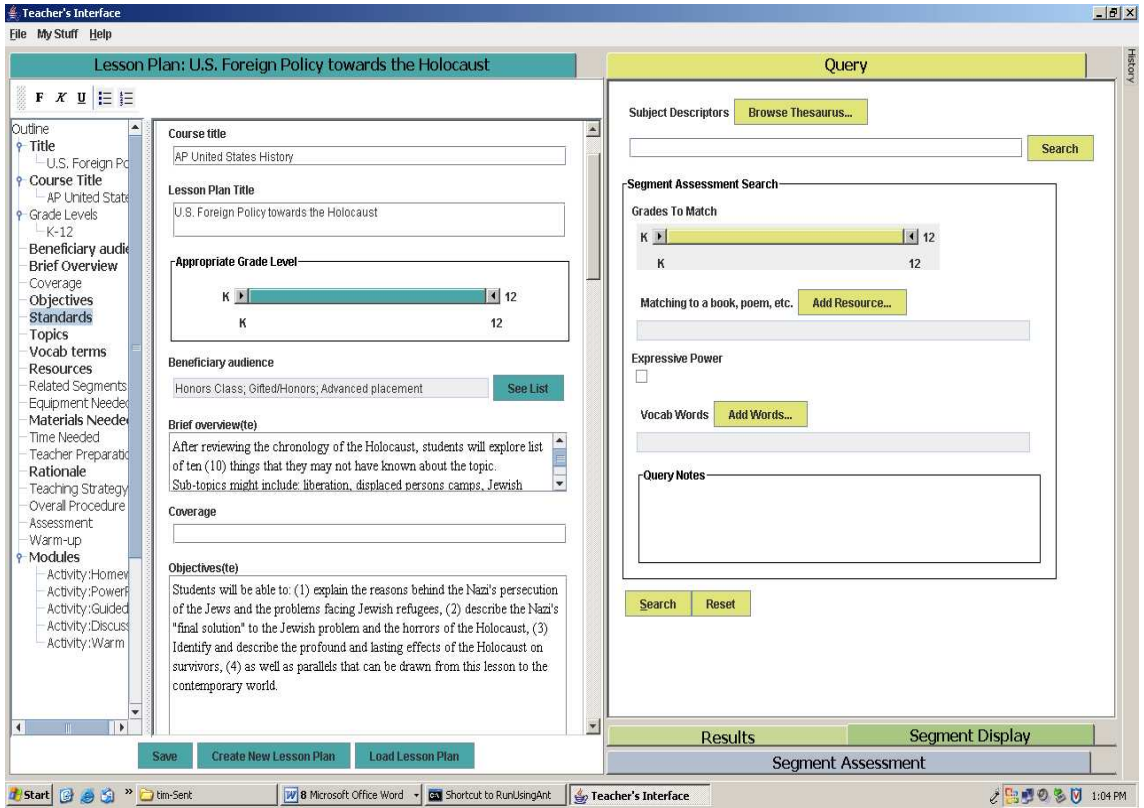 Teacher's Interface
File My Stuff Help
Lesson Plan: U.S. Foreign Policy towards the Holocaust
F K U
Outline
Title
U.S. Foreign Po
Course Title
AP United State
Grade Levels
K-12
Beneficiary audie
Brief Overview
Coverage
Objectives
Standards
Topics
Vocab terms
Resources
Related Segments
Equipment Needed
Materials Needed
Time Needed
Teacher Preparatio
Rationale
Teaching Strategy
Overall Procedure
Assessment
Warm-up
Modules
Activity:Homew
Activity:PowerP
Activity:Guided
Activity:Discuss
Activity:Warm
Course title
AP United States History
Lesson Plan Title
U.S. Foreign Policy towards the Holocaust
Appropriate Grade Level
K 12
K 12
Beneficiary audience
Honors Class; Gifted/Honors; Advanced placement See List
Brief overview(te)
After reviewing the chronology of the Holocaust, students will explore list
of ten (10) things that they may not have known about the topic.
Sub-topics might include: liberation, displaced persons camps, Jewish
Coverage
Objectives(te)
Students will be able to: (1) explain the reasons behind the Nazi's persecution
of the Jews and the problems facing Jewish refugees, (2) describe the Nazi's
"final solution" to the Jewish problem and the horrors of the Holocaust, (3)
Identify and describe the profound and lasting effects of the Holocaust on
survivors, (4) as well as parallels that can be drawn from this lesson to the
contemporary world.
Save Create New Lesson Plan Load Lesson Plan
Query
History
Subject Descriptors Browse Thesaurus...
Search
Segment Assessment Search
Grades To Match
K 12
K 12
Matching to a book, poem, etc. Add Resource...
Expressive Power
Vocab Words Add Words...
Query Notes
Search Reset
Results
Segment Display
Segment Assessment
Start » tim-Sent 8 Microsoft Office Word Shortcut to RunUsingAnt Teacher's Interface 1:04 PM